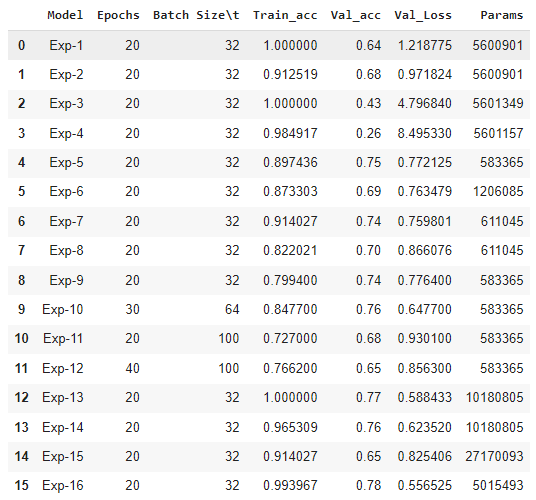 Model Epochs Batch Size\t Train_acc Val_acc Val_Loss Params
0 Exp-1 20 32 1.000000 0.64 1.218775 5600901
1 Exp-2 20 32 0.912519 0.68 0.971824 5600901
2 Exp-3 20 32 1.000000 0.43 4.796840 5601349
3 Exp-4 20 32 0.984917 0.26 8.495330 5601157
4 Exp-5 20 32 0.897436 0.75 0.772125 583365
5 Exp-6 20 32 0.873303 0.69 0.763479 1206085
6 Exp-7 20 32 0.914027 0.74 0.759801 611045
7 Exp-8 20 32 0.822021 0.70 0.866076 611045
8 Exp-9 20 32 0.799400 0.74 0.776400 583365
9 Exp-10 30 64 0.847700 0.76 0.647700 583365
10 Exp-11 20 100 0.727000 0.68 0.930100 583365
11 Exp-12 40 100 0.766200 0.65 0.856300 583365
12 Exp-13 20 32 1.000000 0.77 0.588433 10180805
13 Exp-14 20 32 0.965309 0.76 0.623520 10180805
14 Exp-15 20 32 0.914027 0.65 0.825406 27170093
15 Exp-16 20 32 0.993967 0.78 0.556525 5015493